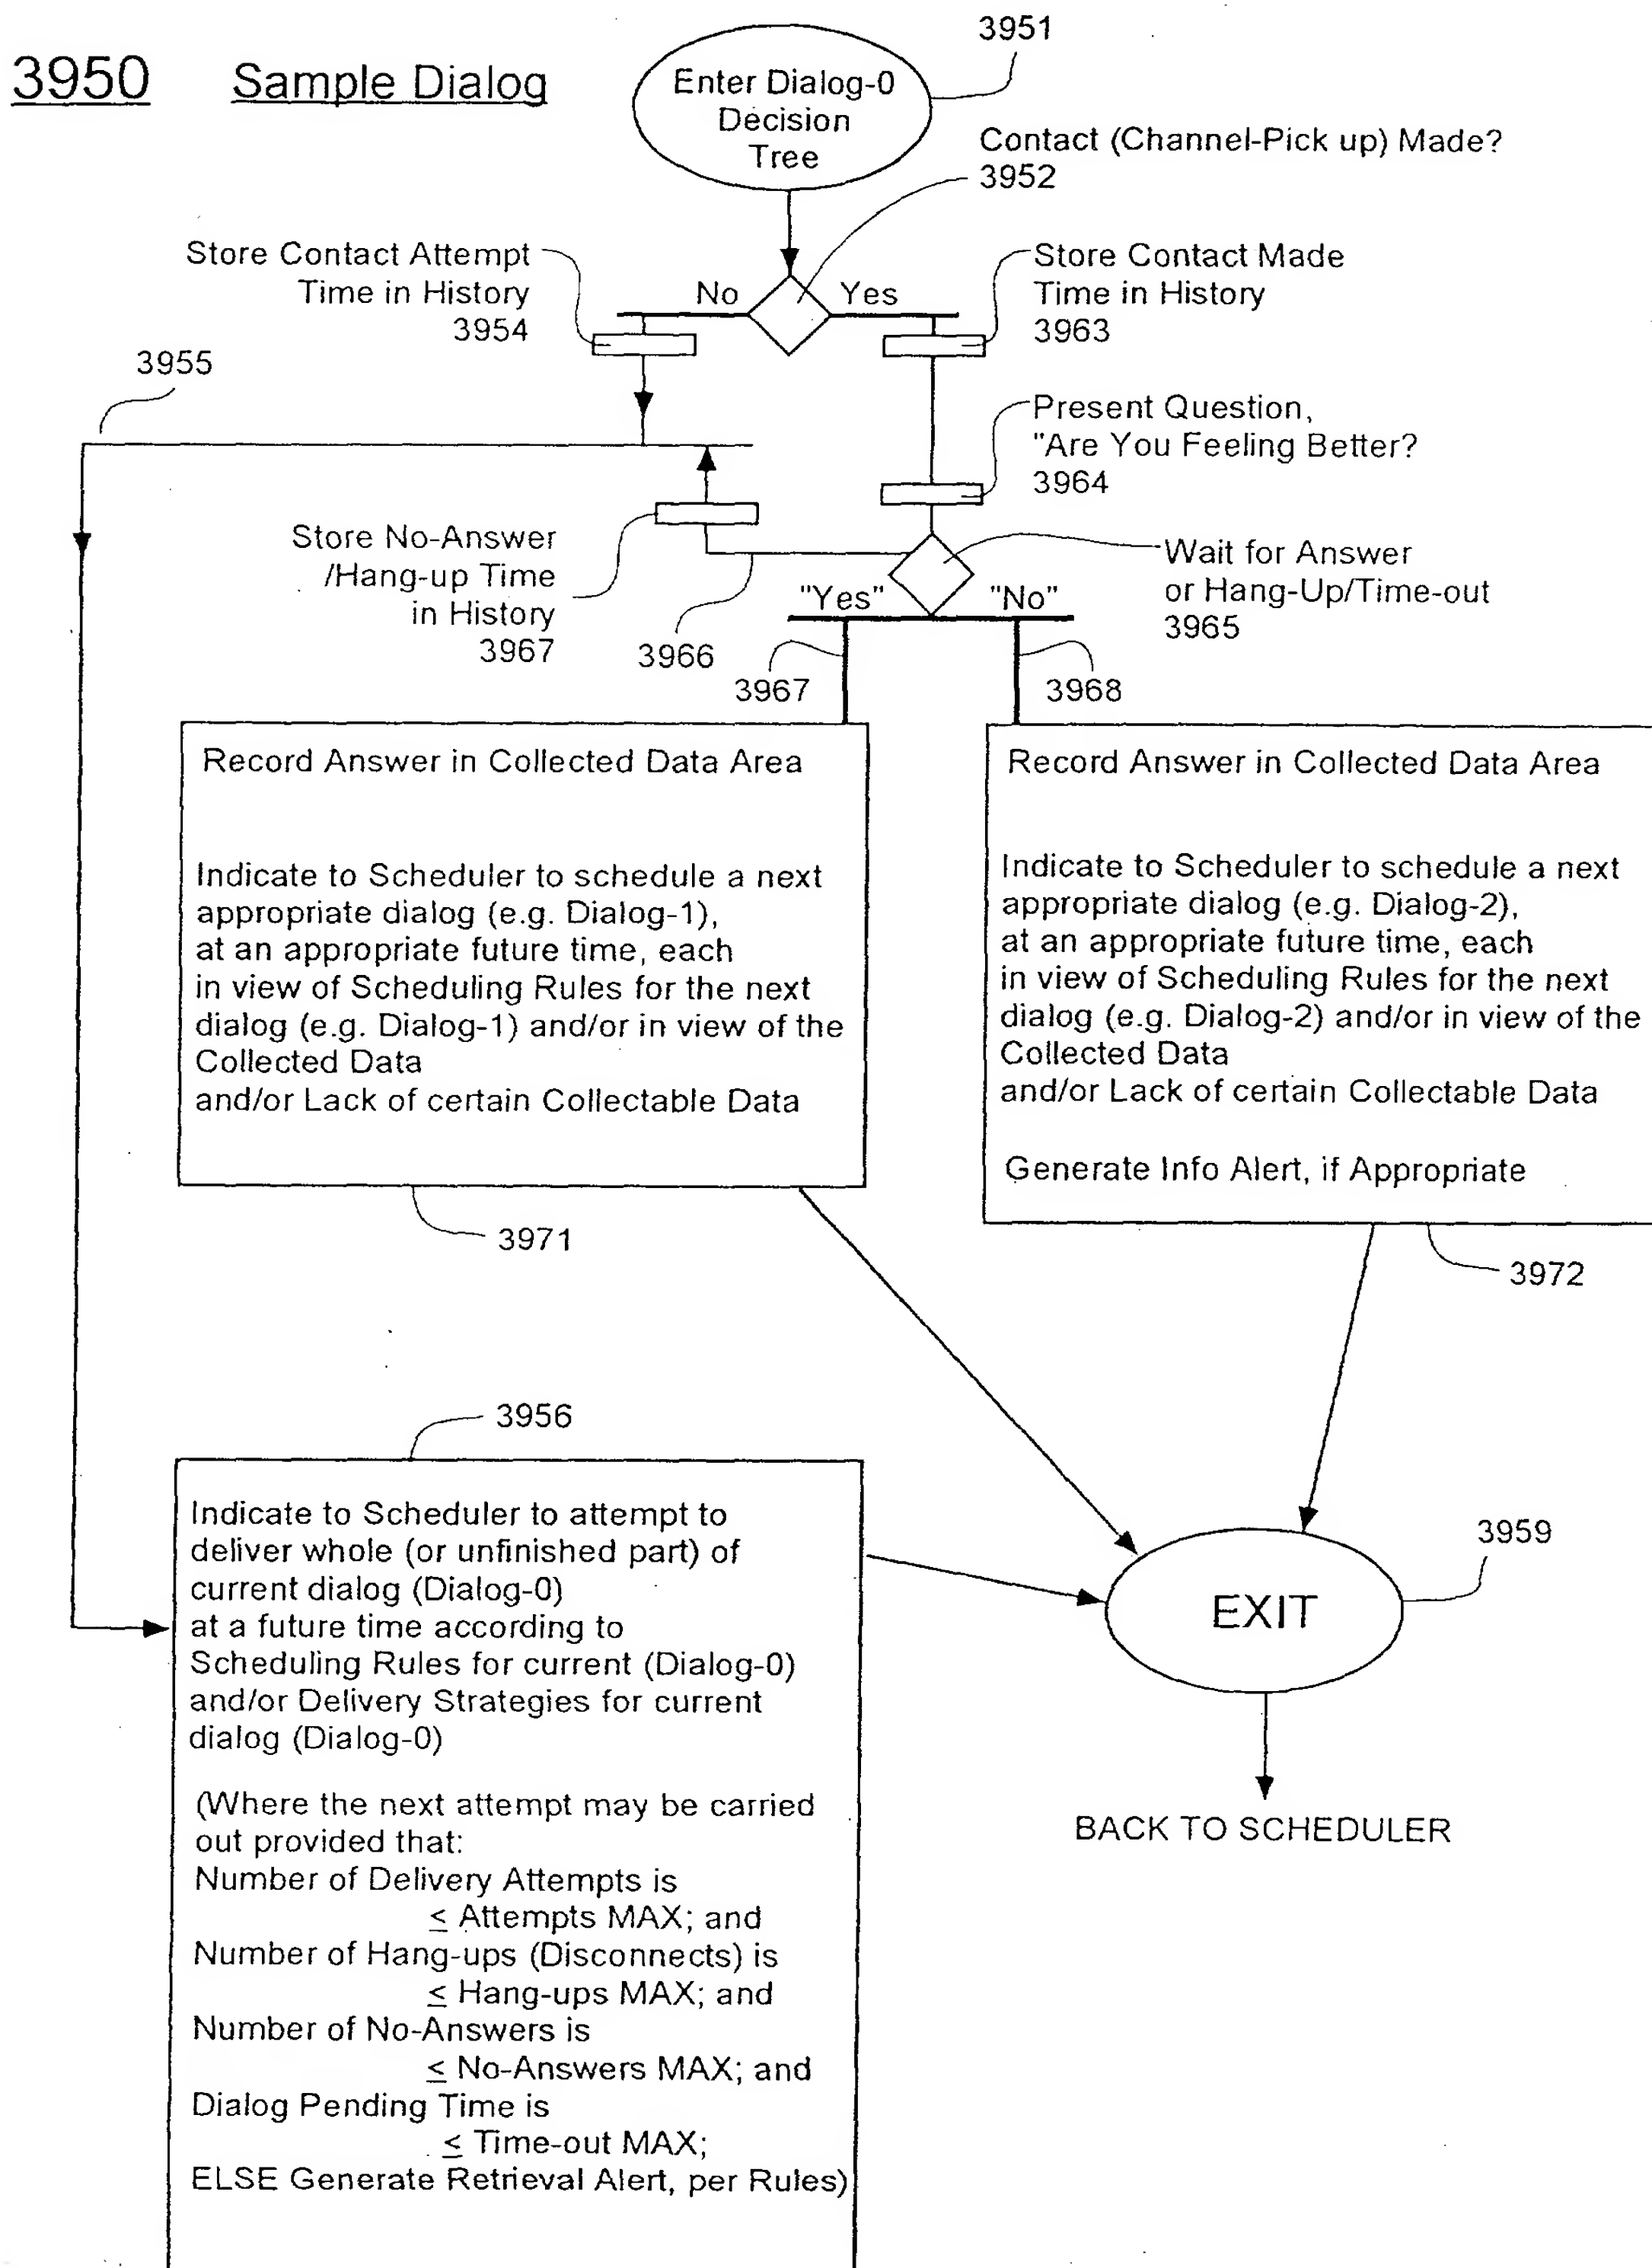 3950 Sample Dialog
3951
Enter Dialog-0
Decision
Tree
Contact (Channel-Pick up) Made?
3952
Store Contact Attempt
Time in History
3954
No
Yes
Store Contact Made
Time in History
3963
3955
Present Question,
"Are You Feeling Better?
3964
Store No-Answer
/Hang-up Time
in History
3967
3966
Wait for Answer
or Hang-Up/Time-out
3965
"Yes"
"No"
3967
3968
Record Answer in Collected Data Area
Indicate to Scheduler to schedule a next
appropriate dialog (e.g. Dialog-1),
at an appropriate future time, each
in view of Scheduling Rules for the next
dialog (e.g. Dialog-1) and/or in view of the
Collected Data
and/or Lack of certain Collectable Data
3971
Record Answer in Collected Data Area
Indicate to Scheduler to schedule a next
appropriate dialog (e.g. Dialog-2),
at an appropriate future time, each
in view of Scheduling Rules for the next
dialog (e.g. Dialog-2) and/or in view of the
Collected Data
and/or Lack of certain Collectable Data
Generate Info Alert, if Appropriate
3972
3956
Indicate to Scheduler to attempt to
deliver whole (or unfinished part) of
current dialog (Dialog-0)
at a future time according to
Scheduling Rules for current (Dialog-0)
and/or Delivery Strategies for current
dialog (Dialog-0)
(Where the next attempt may be carried
out provided that:
Number of Delivery Attempts is
≤ Attempts MAX; and
Number of Hang-ups (Disconnects) is
≤ Hang-ups MAX; and
Number of No-Answers is
≤ No-Answers MAX; and
Dialog Pending Time is
≤ Time-out MAX;
ELSE Generate Retrieval Alert, per Rules)
3959
EXIT
BACK TO SCHEDULER